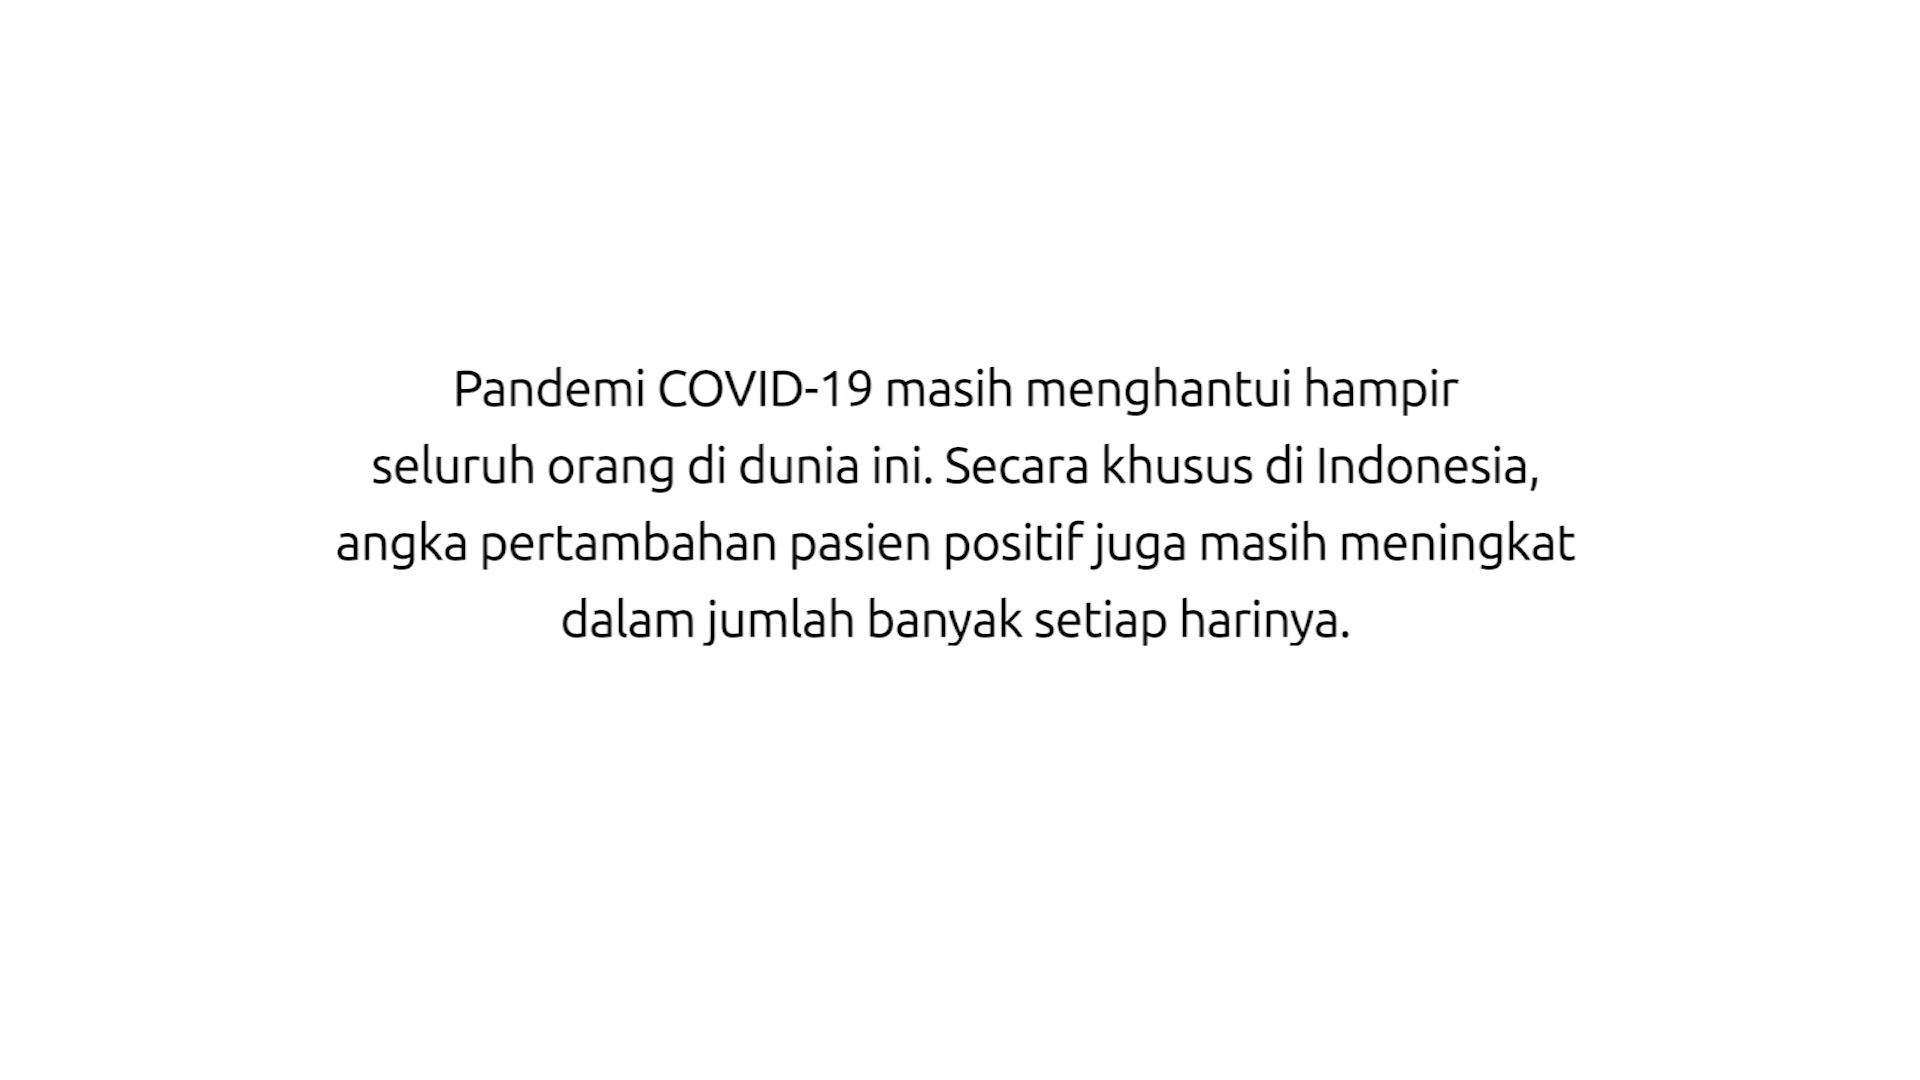 Pandemi COVID-19 masih menghantui hampir
seluruh orang di dunia ini. Secara khusus di Indonesia,
angka pertambahan pasien positif juga masih meningkat
dalam jumlah banyak setiap harinya.